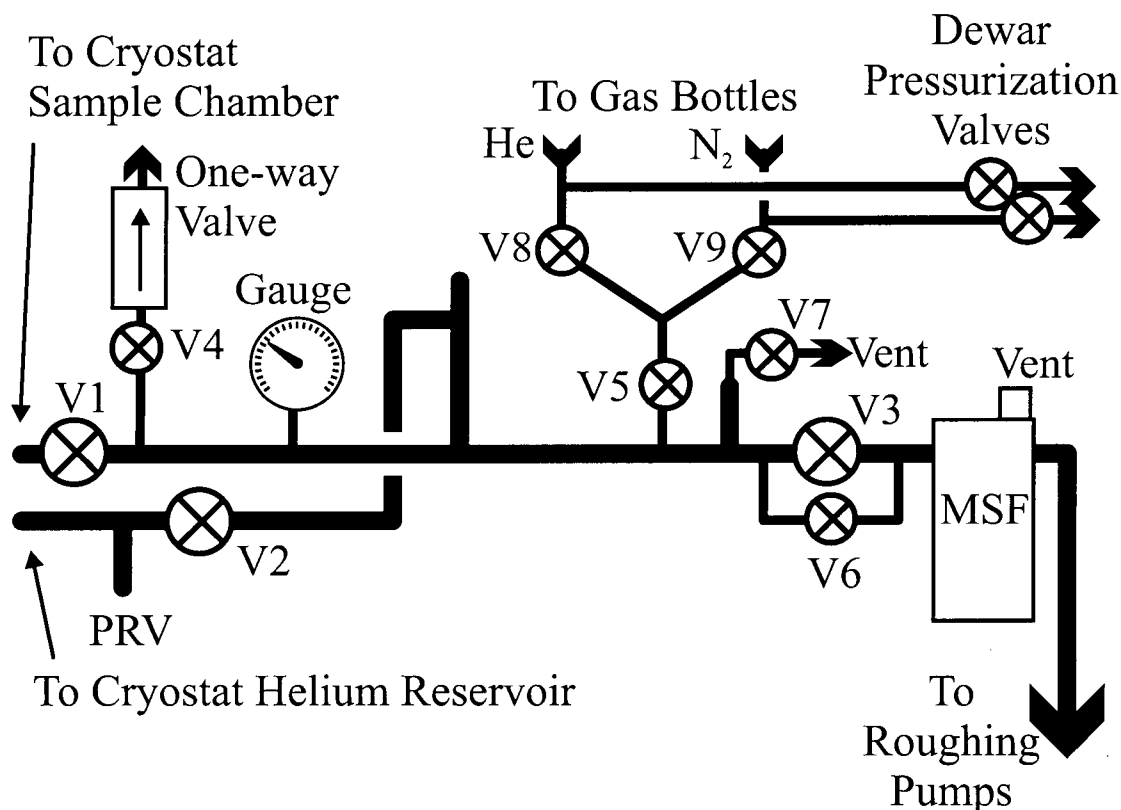 To Cryostat
Sample Chamber
One-way
Valve
V4
Gauge
V1
V2
PRV
To Cryostat Helium Reservoir
To Gas Bottles
He
N₂
V8
V9
V5
Dewar
Pressurization
Valves
V7
Vent
Vent
V3
V6
MSF
To
Roughing
Pumps